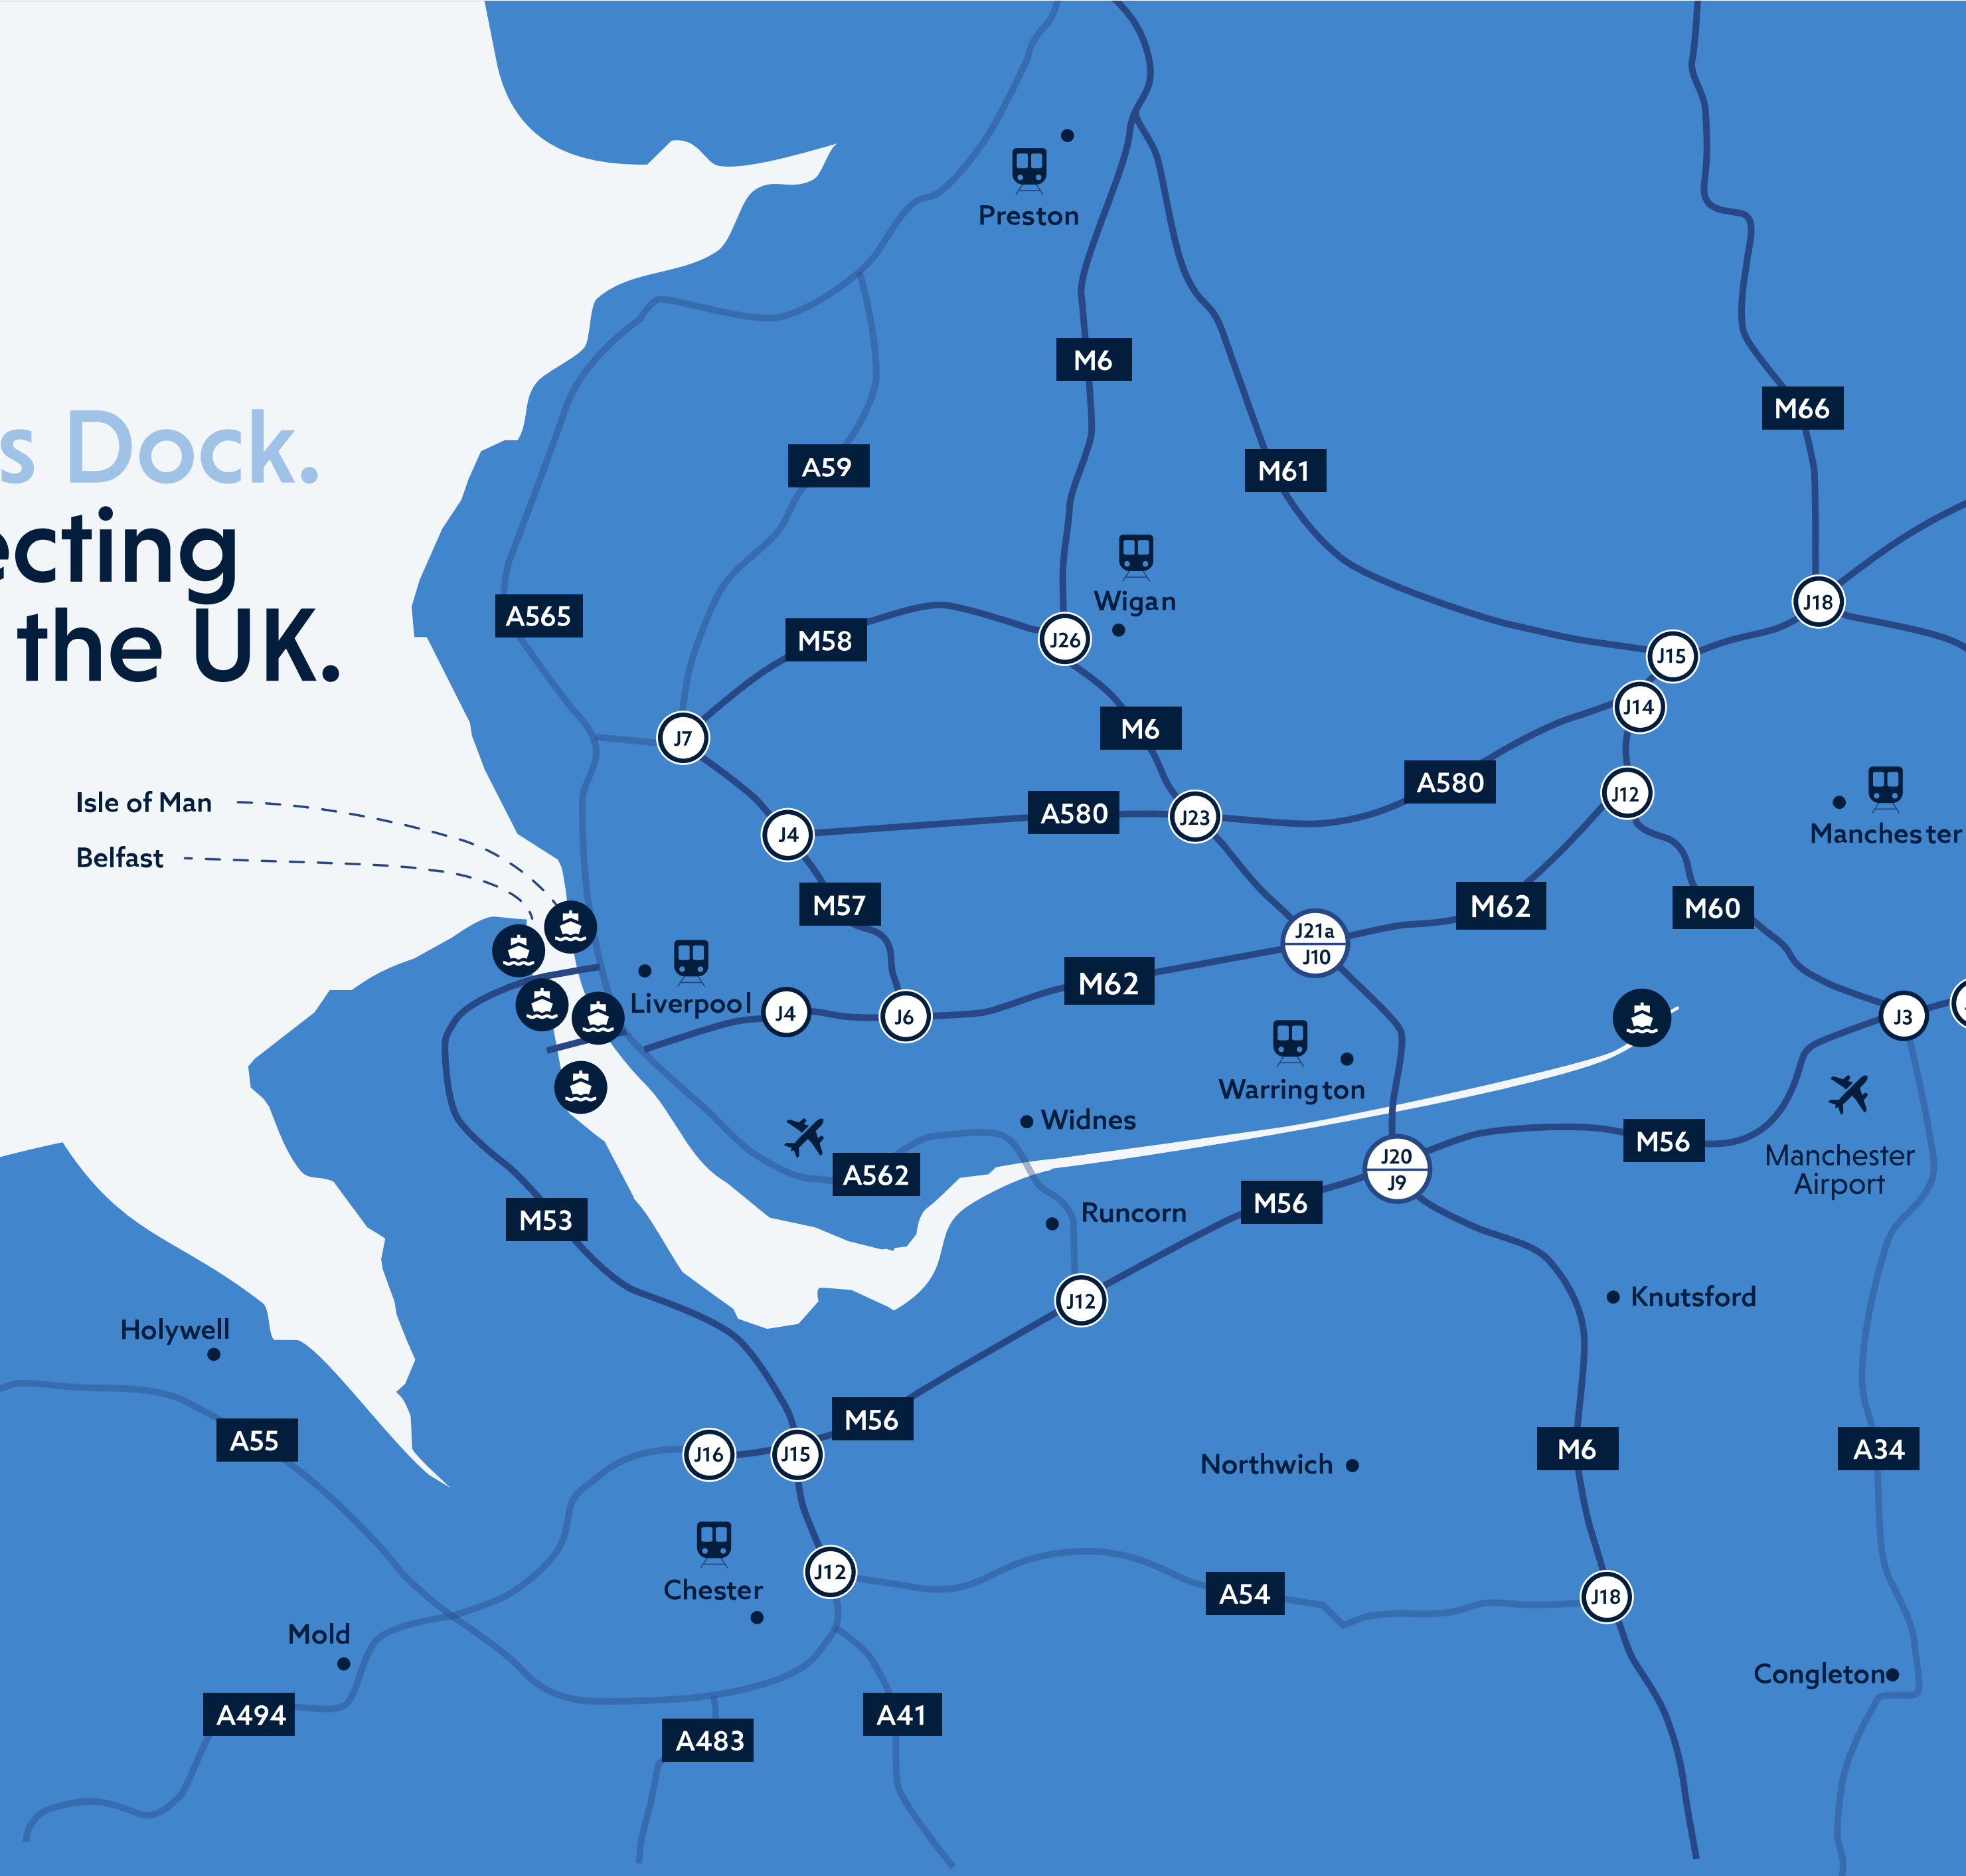 Preston
M6
M66
s Dock.
A59
M61
ecting
Wigan
J18
A565
the UK.
M58
J26
J15
J14
M6
J7
A580
J12
Isle of Man
A580
J23
J4
Manchester
Belfast
M57
M62
M60
J21a
J10
Liverpool
M62
J4
J6
J3
Warrington
Widnes
M56
Manchester
Airport
J20
J9
A562
M56
M53
Runcorn
J12
Knutsford
Holywell
M56
A55
J16
J15
Northwich
M6
A34
Chester
J12
A54
J18
Mold
Congleton
A494
A483
A41